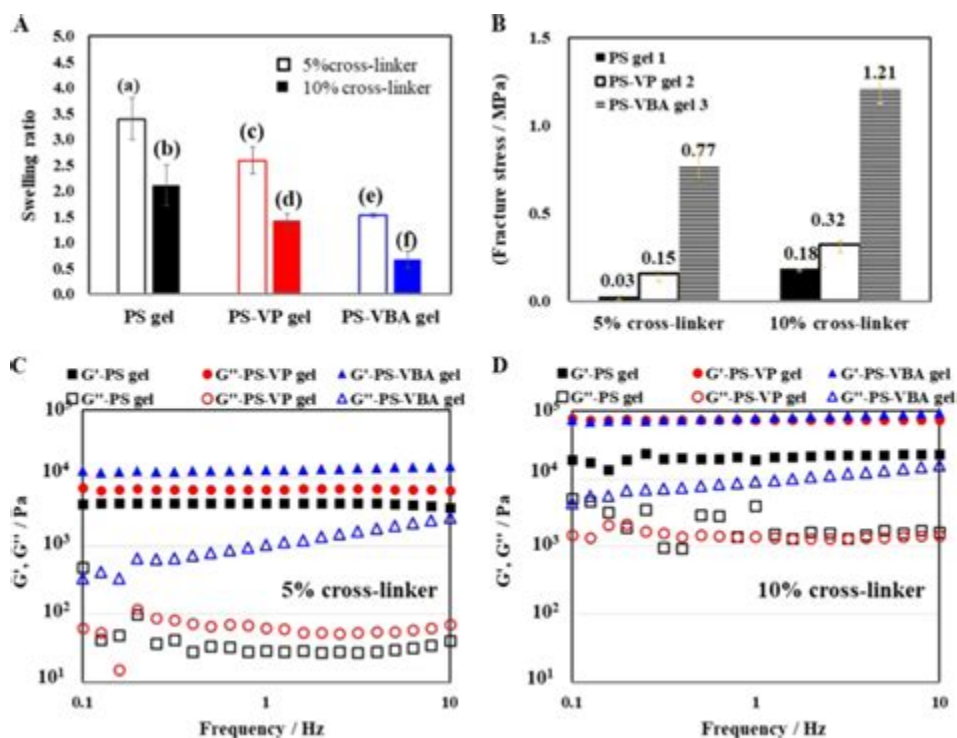 A
5.0
4.5
4.0
3.5
3.0
2.5
2.0
1.5
1.0
0.5
0.0
Swelling ratio
5%cross-linker
10% cross-linker
(a)
(b)
(c)
(d)
(e)
(f)
PS gel
PS-VP gel
PS-VBA gel
B
1.5
1.0
0.5
0.0
(Fracture stress / MPa)
PS gel 1
PS-VP gel 2
PS-VBA gel 3
0.03
0.15
0.77
0.18
0.32
1.21
5% cross-linker
10% cross-linker
C
G'-PS gel
G'-PS-VP gel
G'-PS-VBA gel
G''-PS gel
G''-PS-VP gel
G''-PS-VBA gel
10⁵
10⁴
10³
10²
10¹
G', G'' / Pa
5% cross-linker
0.1
1
10
Frequency / Hz
D
G'-PS gel
G'-PS-VP gel
G'-PS-VBA gel
G''-PS gel
G''-PS-VP gel
G''-PS-VBA gel
10⁵
10⁴
10³
10²
10¹
G', G'' / Pa
10% cross-linker
0.1
1
10
Frequency / Hz